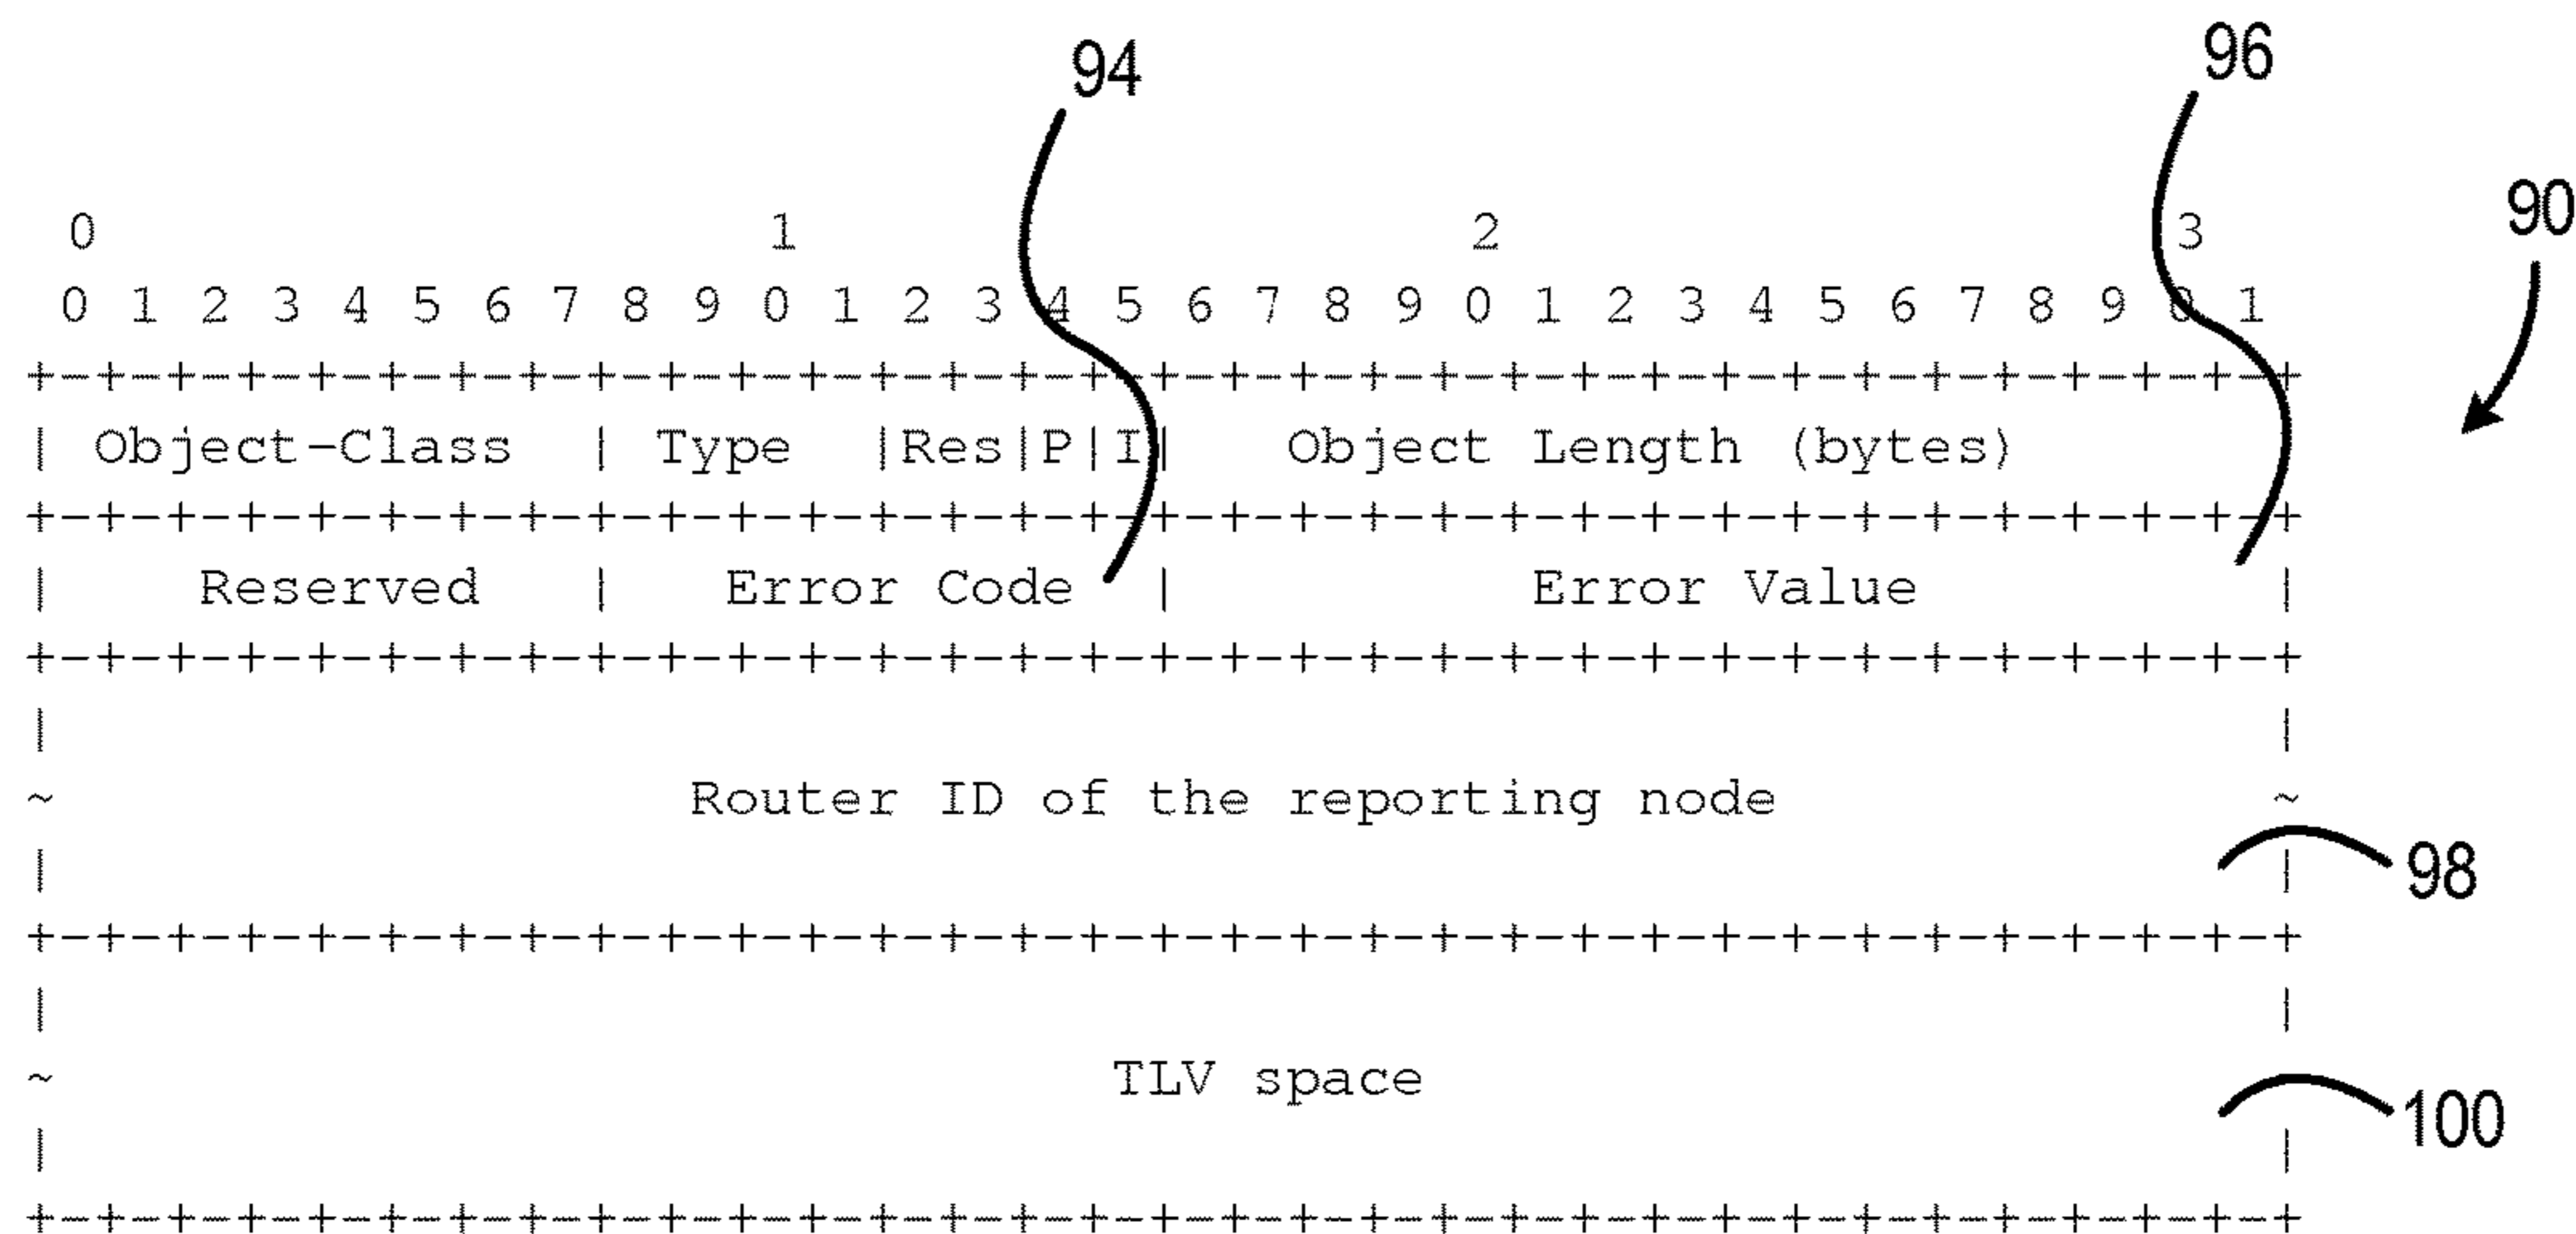 94 96
90
0 1 2 3
0 1 2 3 4 5 6 7 8 9 0 1 2 3 4 5 6 7 8 9 0 1 2 3 4 5 6 7 8 9 0 1
+-+-+-+-+-+-+-+-+-+-+-+-+-+-+-+-+-+-+-+-+-+-+-+-+-+-+-+-+-+-+-+-+
| Object-Class | Type |Res|P|I| Object Length (bytes)
+-+-+-+-+-+-+-+-+-+-+-+-+-+-+-+-+-+-+-+-+-+-+-+-+-+-+-+-+-+-+-+-+
| Reserved | Error Code | Error Value |
+-+-+-+-+-+-+-+-+-+-+-+-+-+-+-+-+-+-+-+-+-+-+-+-+-+-+-+-+-+-+-+-+
| |
~ Router ID of the reporting node ~
| | 98
+-+-+-+-+-+-+-+-+-+-+-+-+-+-+-+-+-+-+-+-+-+-+-+-+-+-+-+-+-+-+-+-+
| |
~ TLV space
100
| |
+-+-+-+-+-+-+-+-+-+-+-+-+-+-+-+-+-+-+-+-+-+-+-+-+-+-+-+-+-+-+-+-+